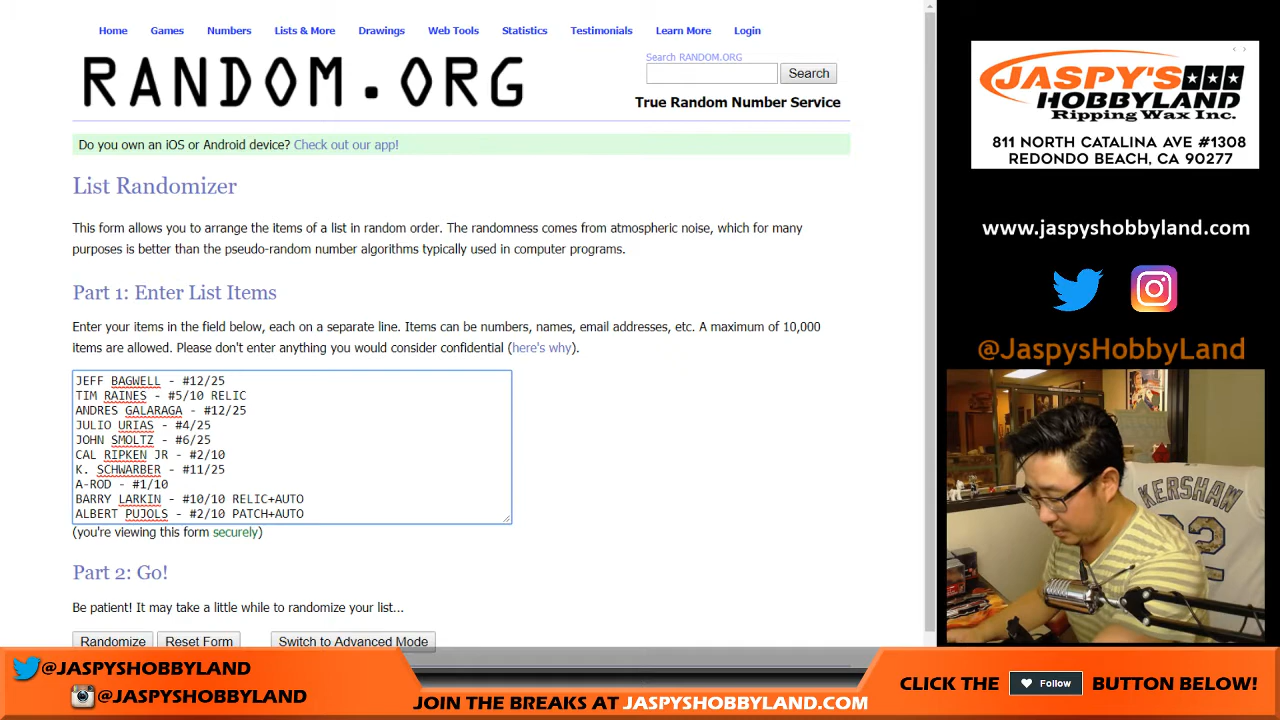 Home Games Numbers Lists & More Drawings Web Tools Statistics Testimonials Learn More Login
RANDOM.ORG
Search RANDOM.ORG
Search
True Random Number Service
Do you own an iOS or Android device? Check out our app!
List Randomizer
This form allows you to arrange the items of a list in random order. The randomness comes from atmospheric noise, which for many
purposes is better than the pseudo-random number algorithms typically used in computer programs.
Part 1: Enter List Items
Enter your items in the field below, each on a separate line. Items can be numbers, names, email addresses, etc. A maximum of 10,000
items are allowed. Please don't enter anything you would consider confidential (here's why).
JEFF BAGWELL - #12/25
TIM RAINES - #5/10 RELIC
ANDRES GALARAGA - #12/25
JULIO URIAS - #4/25
JOHN SMOLTZ - #6/25
CAL RIPKEN JR - #2/10
K. SCHWARBER - #11/25
A-ROD - #1/10
BARRY LARKIN - #10/10 RELIC+AUTO
ALBERT PUJOLS - #2/10 PATCH+AUTO
(you're viewing this form securely)
Part 2: Go!
Be patient! It may take a little while to randomize your list...
Randomize Reset Form Switch to Advanced Mode
JASPY'S
HOBBYLAND
Ripping Wax Inc.
811 NORTH CATALINA AVE #1308
REDONDO BEACH, CA 90277
www.jaspyshobbyland.com
@JaspysHobbyLand
KERSHAW
22
@JASPYSHOBBYLAND
@JASPYSHOBBYLAND
JOIN THE BREAKS AT JASPYSHOBBYLAND.COM
CLICK THE Follow BUTTON BELOW!